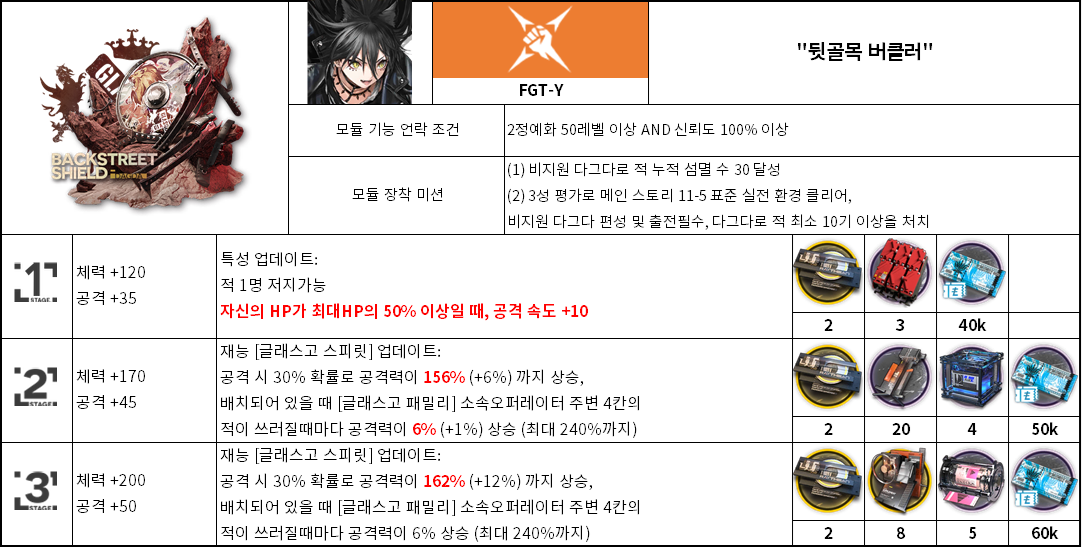 BACKSTREET
SHIELD
FGT-Y
"뒷골목 버클러"
모듈 기능 언락 조건
2정예화 50레벨 이상 AND 신뢰도 100% 이상
모듈 장착 미션
(1) 비지원 다그다로 적 누적 섬멸 수 30 달성
(2) 3성 평가로 메인 스토리 11-5 표준 실전 환경 클리어,
비지원 다그다 편성 및 출전필수, 다그다로 적 최소 10기 이상을 처치
1
STAGE.
체력 +120
공격 +35
특성 업데이트:
적 1명 저지가능
자신의 HP가 최대HP의 50% 이상일 때, 공격 속도 +10
2
3
40k
2
STAGE.
체력 +170
공격 +45
재능 [글래스고 스피릿] 업데이트:
공격 시 30% 확률로 공격력이 156% (+6%) 까지 상승,
배치되어 있을 때 [글래스고 패밀리] 소속오퍼레이터 주변 4칸의
적이 쓰러질때마다 공격력이 6% (+1%) 상승 (최대 240%까지)
2
20
4
50k
3
STAGE.
체력 +200
공격 +50
재능 [글래스고 스피릿] 업데이트:
공격 시 30% 확률로 공격력이 162% (+12%) 까지 상승,
배치되어 있을 때 [글래스고 패밀리] 소속오퍼레이터 주변 4칸의
적이 쓰러질때마다 공격력이 6% 상승 (최대 240%까지)
2
8
5
60k